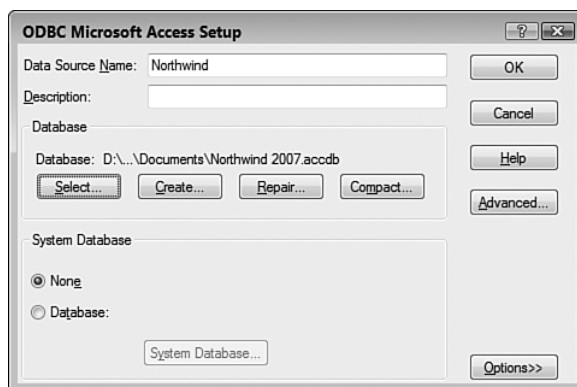 ODBC Microsoft Access Setup
Data Source Name: Northwind
OK
Description:
Cancel
Database
Database: D:\...\Documents\Northwind 2007.accdb
Help
Select... Create... Repair... Compact...
Advanced...
System Database
None
Database:
System Database...
Options>>